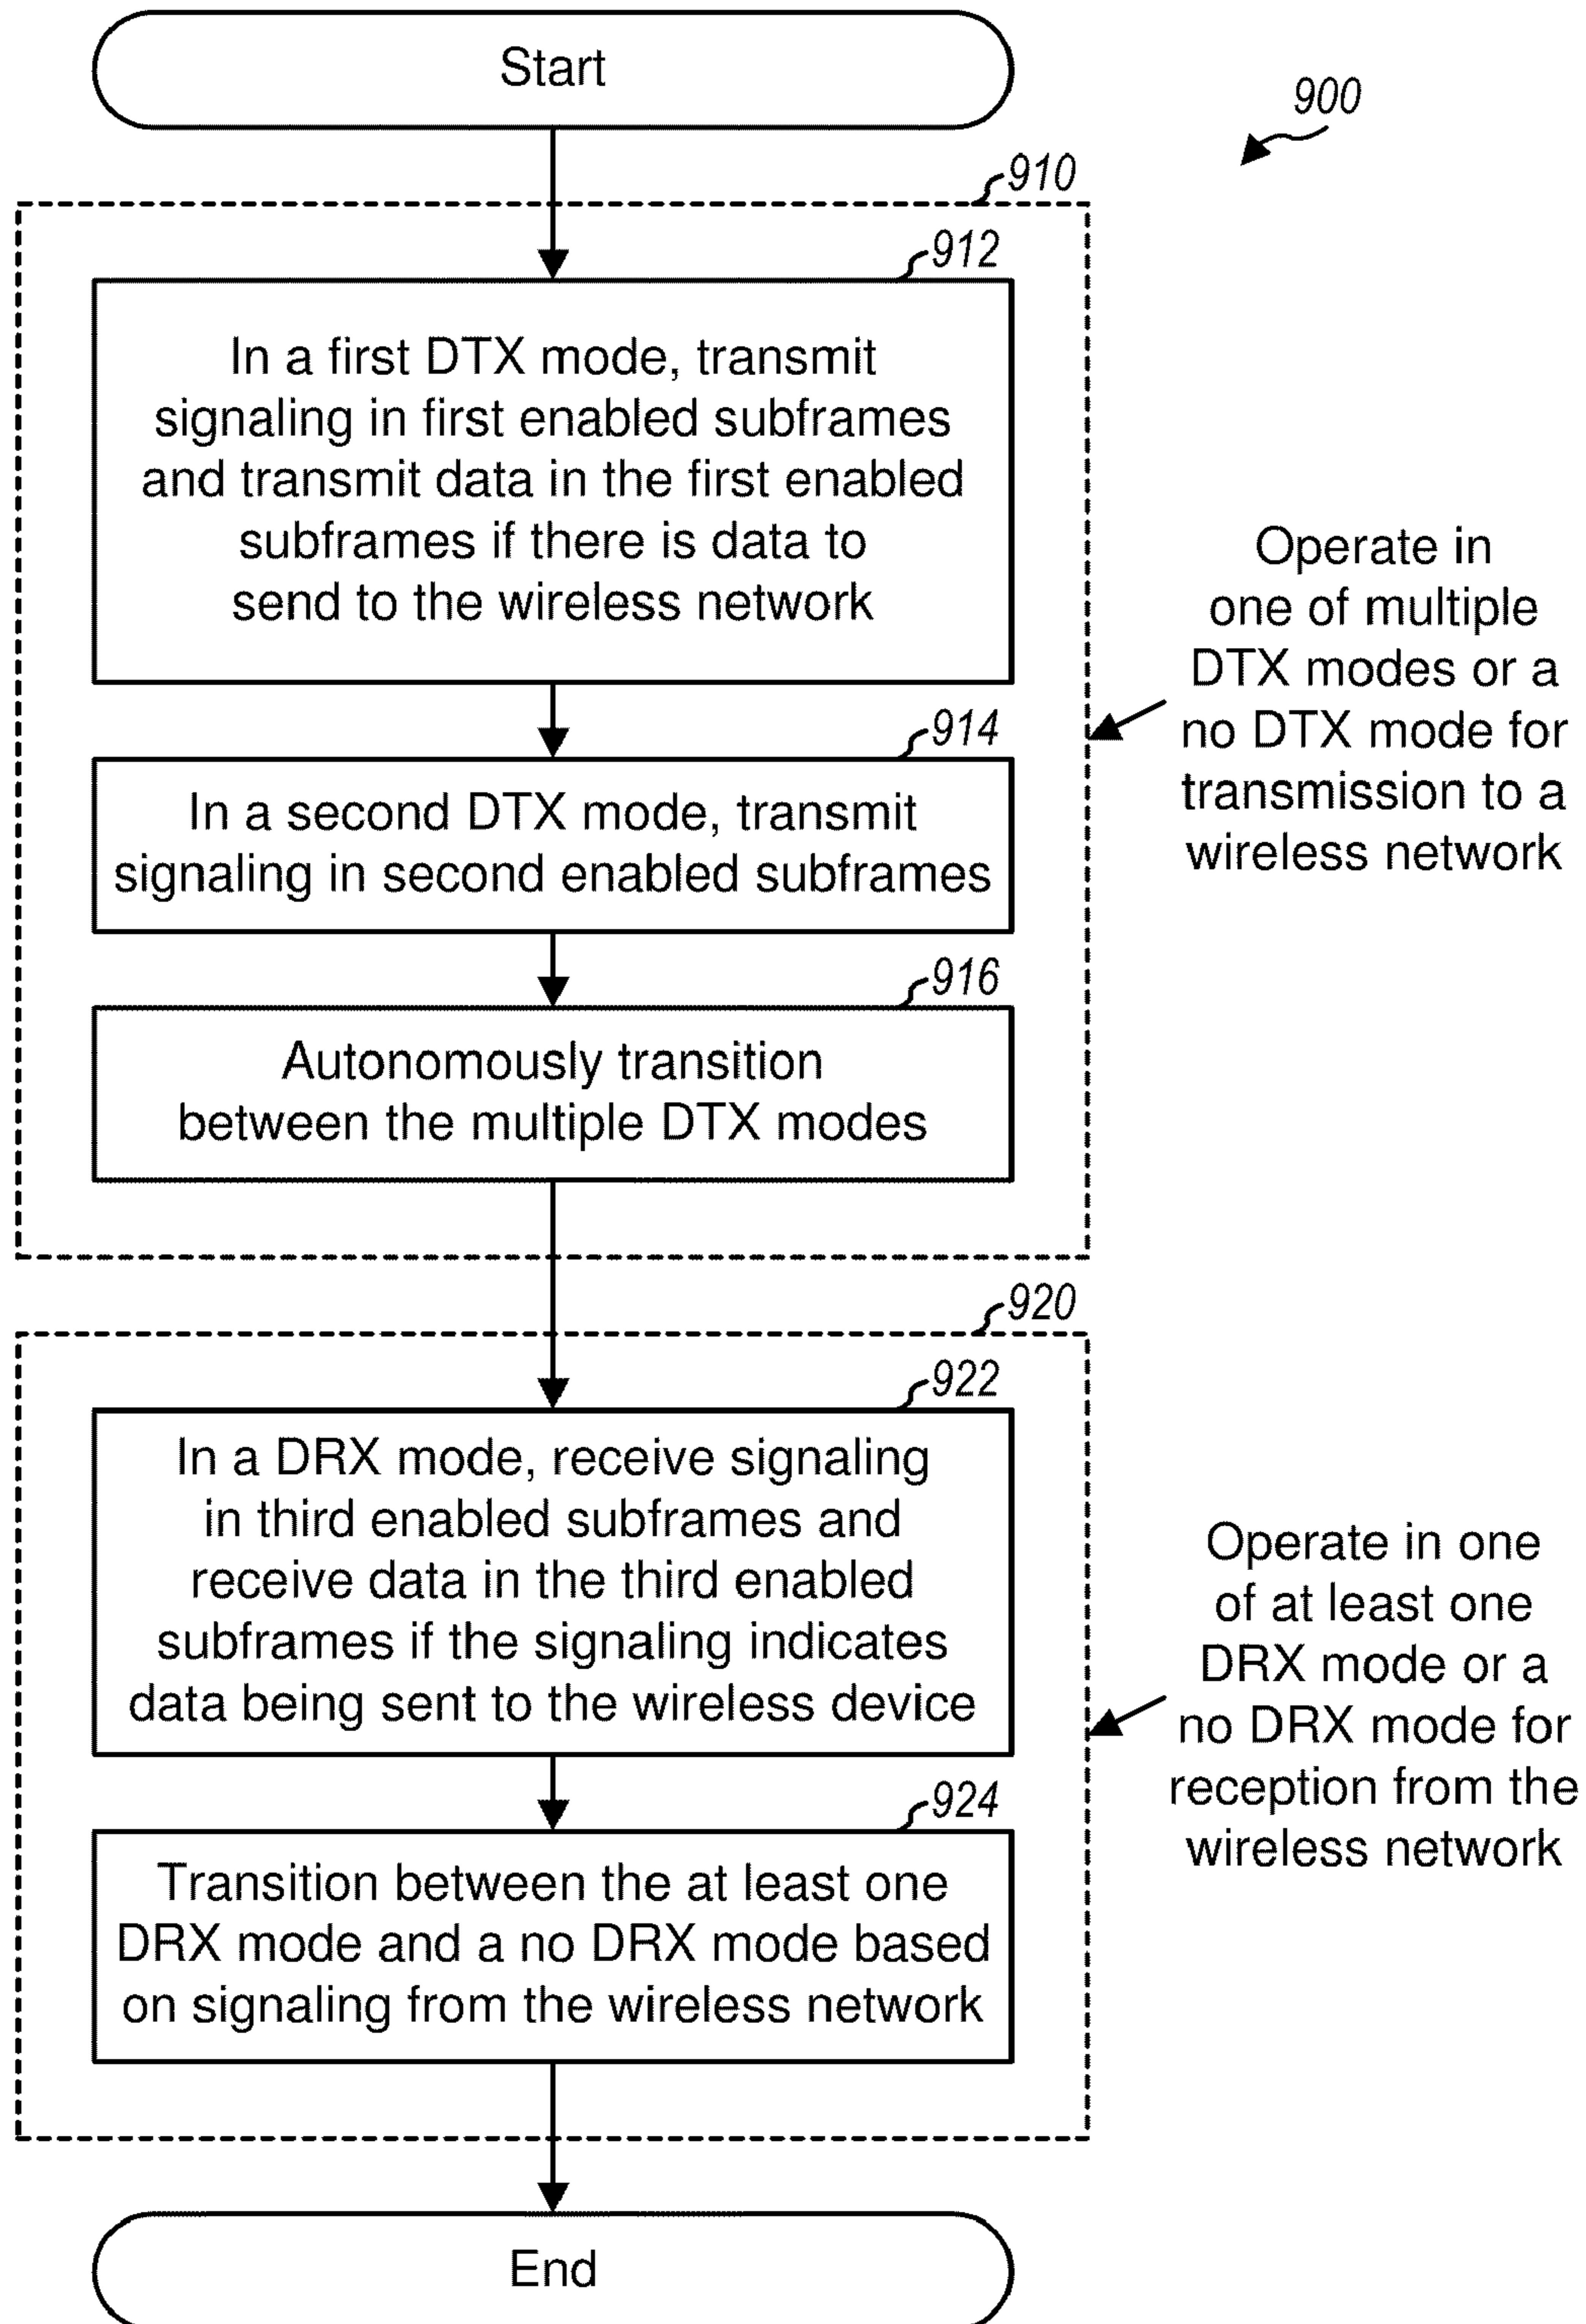 Start
900
910
912
In a first DTX mode, transmit
signaling in first enabled subframes
and transmit data in the first enabled
subframes if there is data to
send to the wireless network
Operate in
one of multiple
DTX modes or a
no DTX mode for
transmission to a
wireless network
914
In a second DTX mode, transmit
signaling in second enabled subframes
916
Autonomously transition
between the multiple DTX modes
920
922
In a DRX mode, receive signaling
in third enabled subframes and
receive data in the third enabled
subframes if the signaling indicates
data being sent to the wireless device
Operate in one
of at least one
DRX mode or a
no DRX mode for
reception from the
wireless network
924
Transition between the at least one
DRX mode and a no DRX mode based
on signaling from the wireless network
End